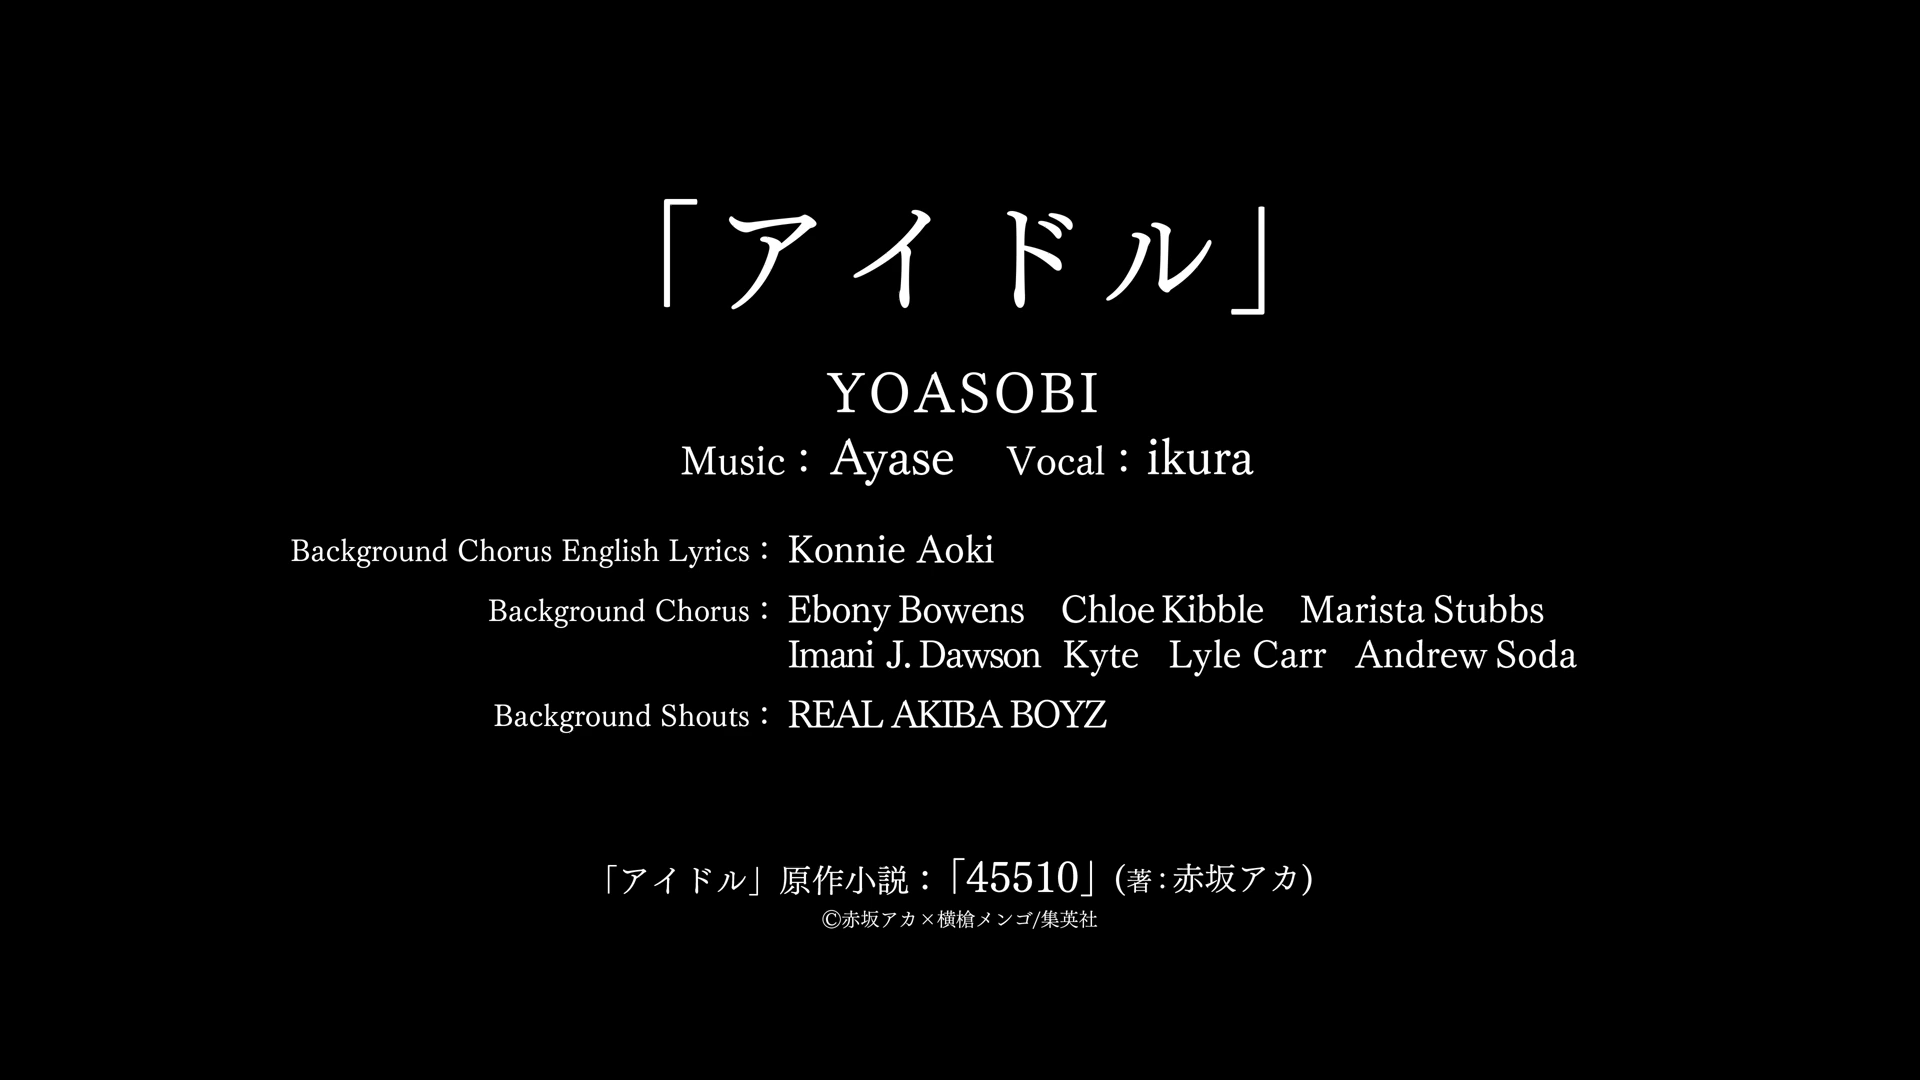 「アイドル」
YOASOBI
Music： Ayase Vocal：ikura
Background Chorus English Lyrics： Konnie Aoki
Background Chorus： Ebony Bowens Chloe Kibble Marista Stubbs
Imani J. Dawson Kyte Lyle Carr Andrew Soda
Background Shouts： REAL AKIBA BOYZ
「アイドル」原作小説：「45510」(著：赤坂アカ)
©赤坂アカ×横槍メンゴ/集英社